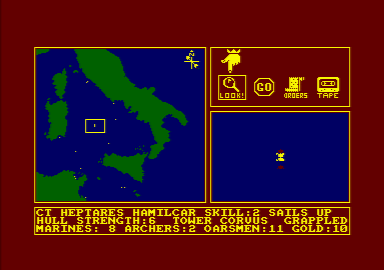 LOOK!
GO
ORDERS
TAPE
CT HEPTARES HAMILCAR SKILL:2 SAILS UP
HULL STRENGTH:6 TOWER CORVUS GRAPPLED
MARINES: 8 ARCHERS:2 OARSMEN:11 GOLD:10